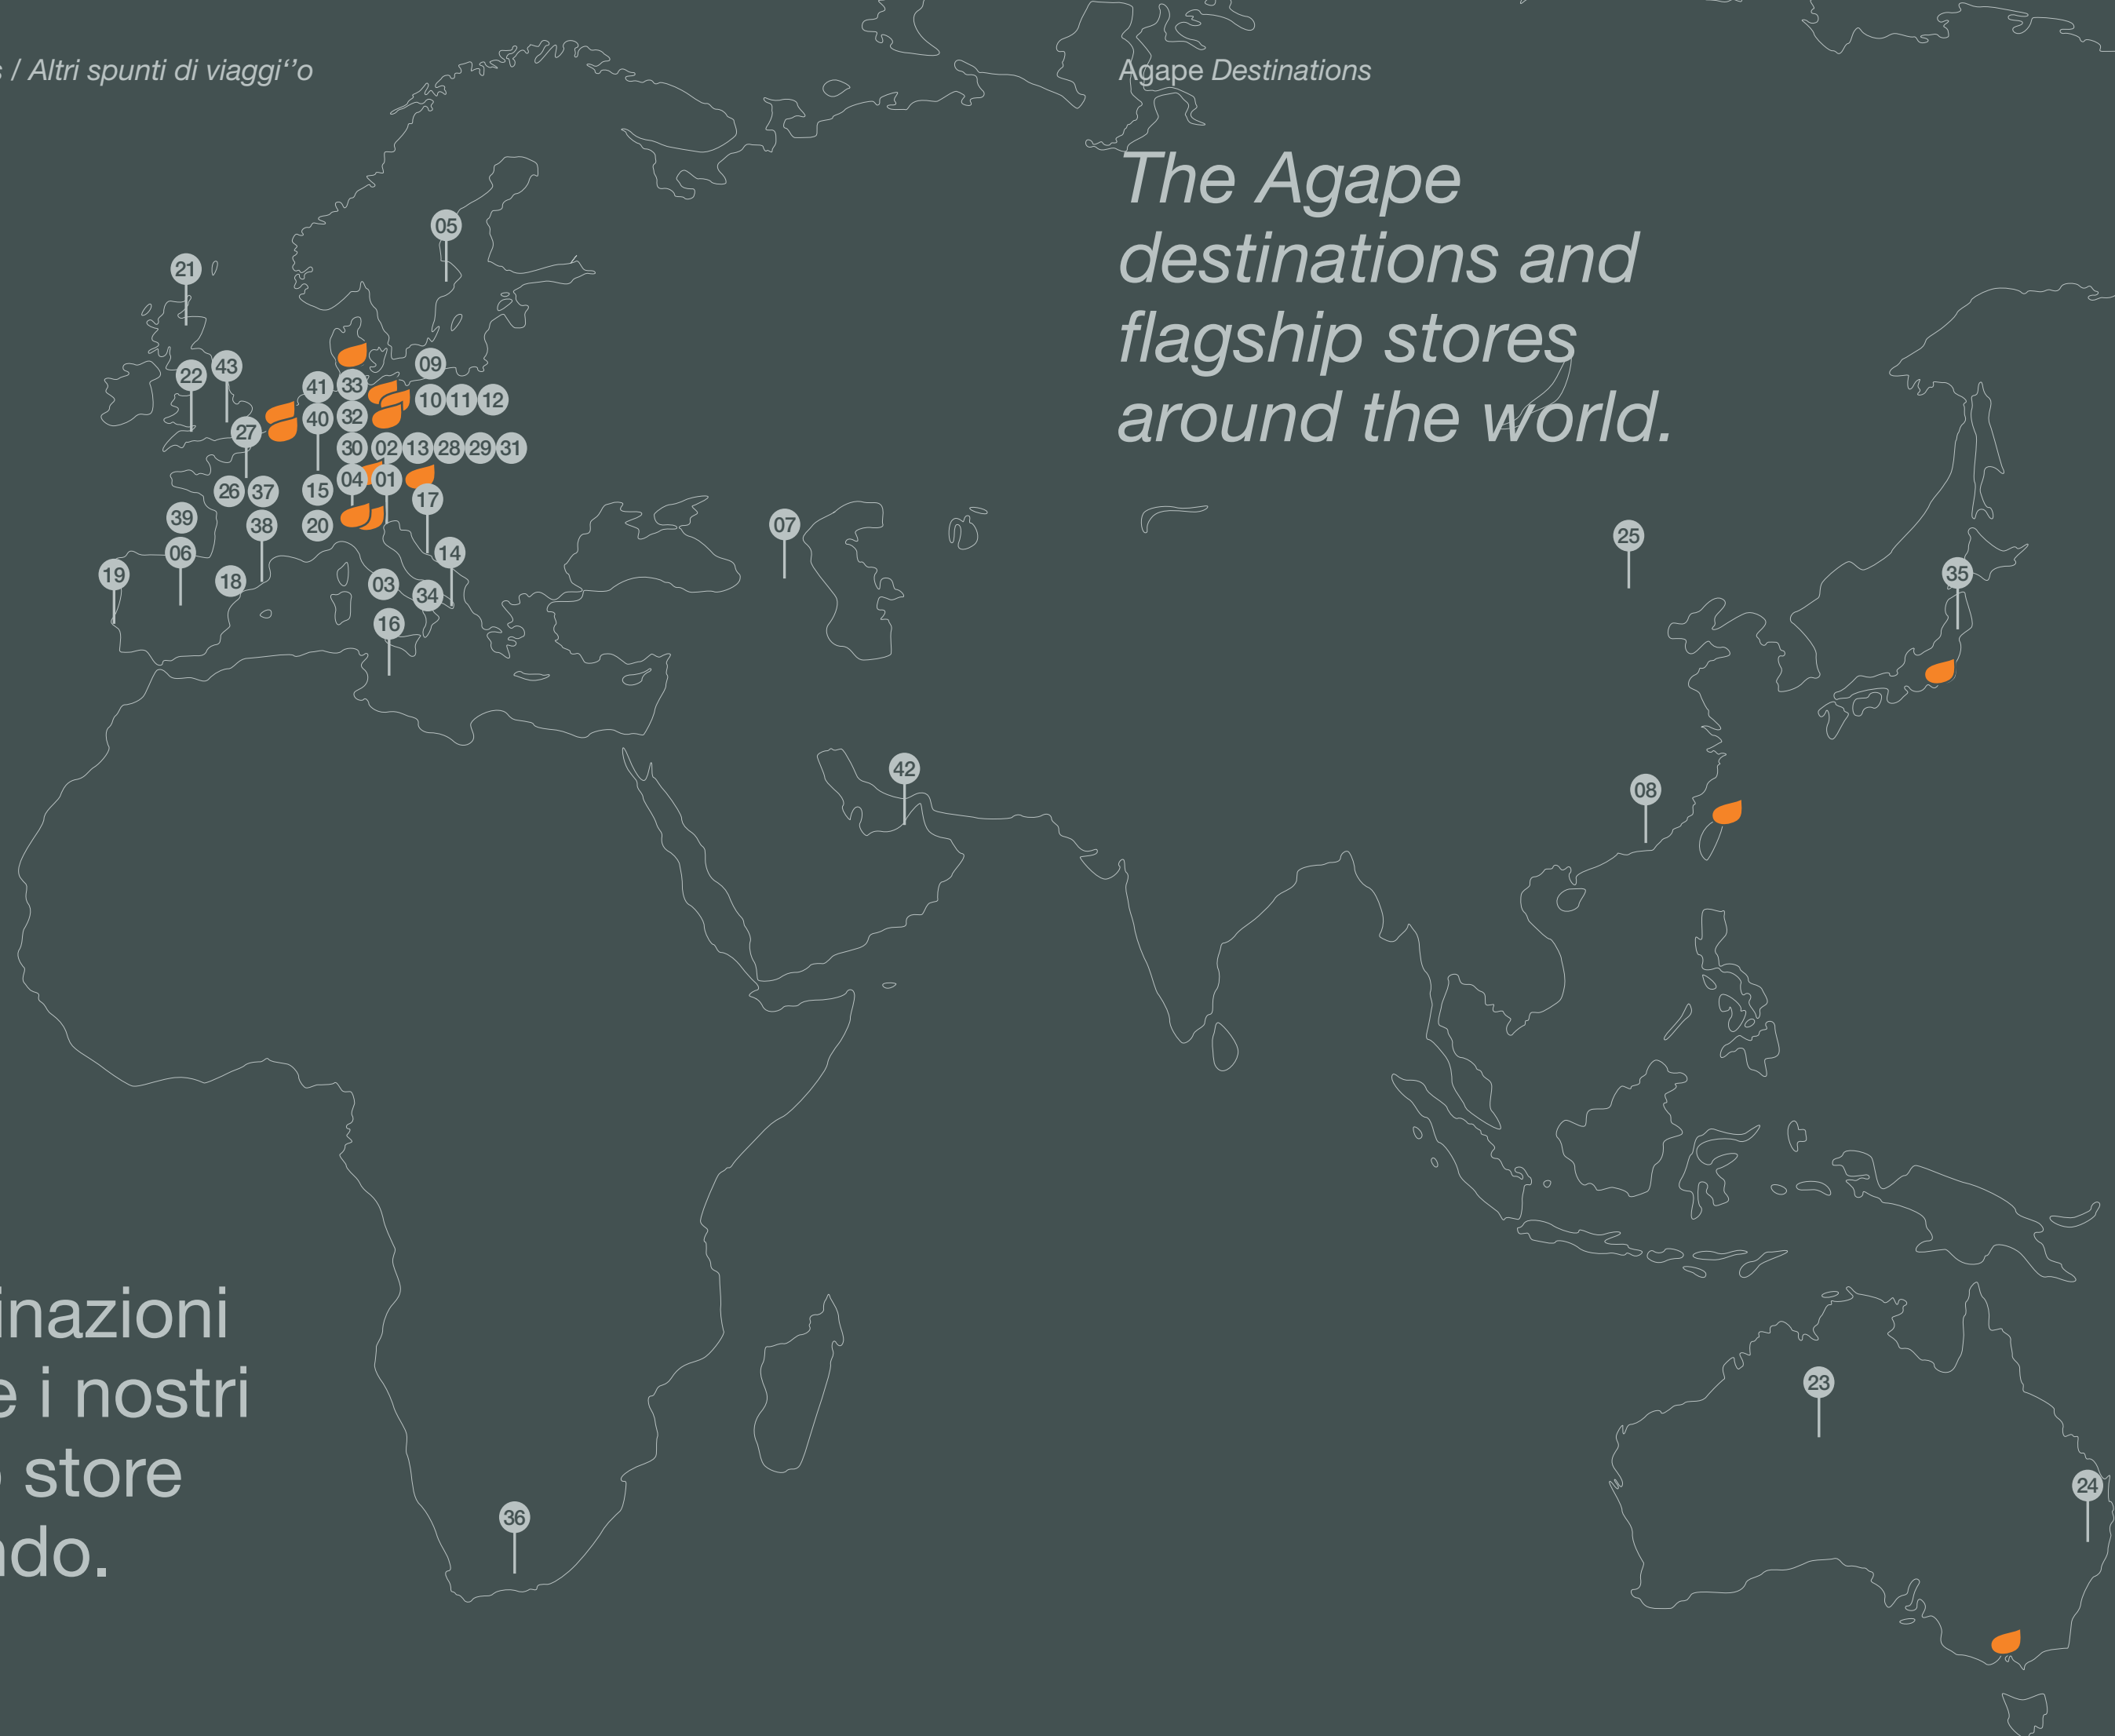 s / Altri spunti di viaggi‘’o
Agape Destinations
The Agape
destinations and
flagship stores
around the world.
05
21
43
22
41
33
09
10 11 12
40
32
27
30 02 13 28 29 31
04 01
26 37
15
17
39
38
20
07
25
06
14
19
18
03
34
35
16
42
08
inazioni
e i nostri
o store
ndo.
23
24
36